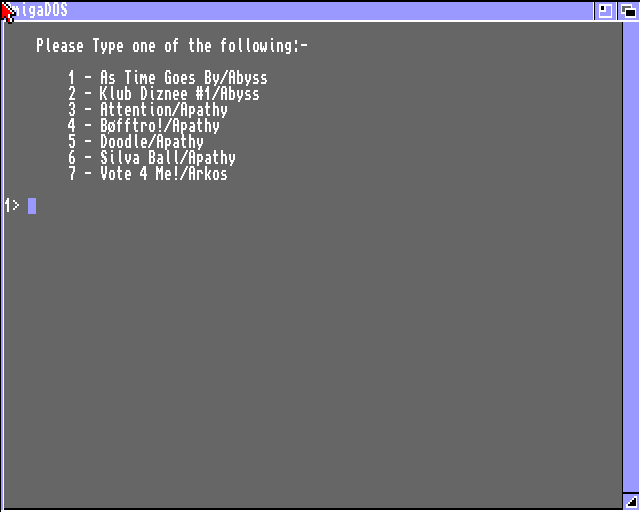 migaDOS
Please Type one of the following:-
1 - As Time Goes By/Abyss
2 - Klub Diznee #1/Abyss
3 - Attention/Apathy
4 - Bøfftro!/Apathy
5 - Doodle/Apathy
6 - Silva Ball/Apathy
7 - Vote 4 Me!/Arkos
1>